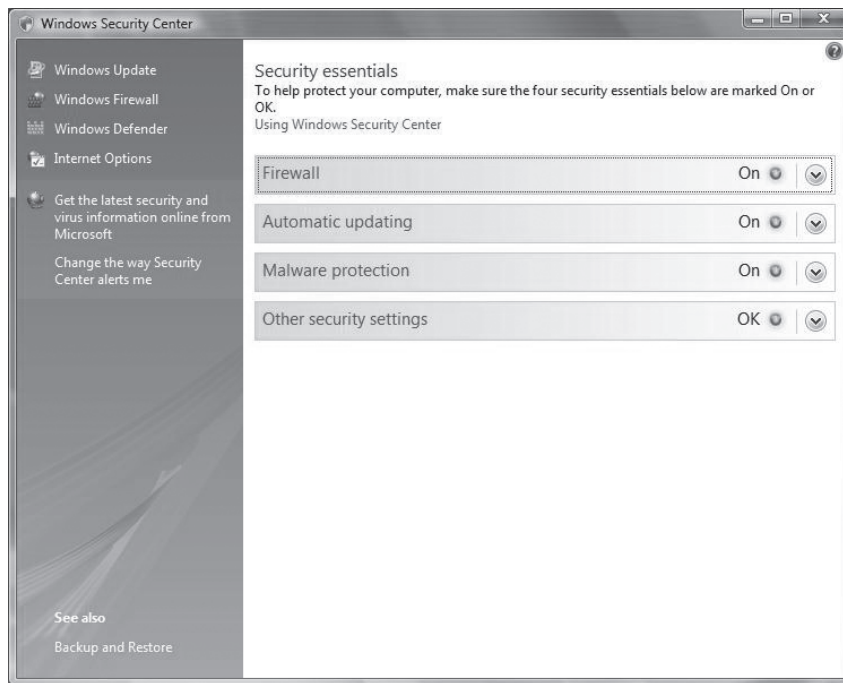 Windows Security Center
Windows Update
Windows Firewall
Windows Defender
Internet Options
Get the latest security and
virus information online from
Microsoft
Change the way Security
Center alerts me
See also
Backup and Restore
Security essentials
To help protect your computer, make sure the four security essentials below are marked On or
OK.
Using Windows Security Center
Firewall On
Automatic updating On
Malware protection On
Other security settings OK